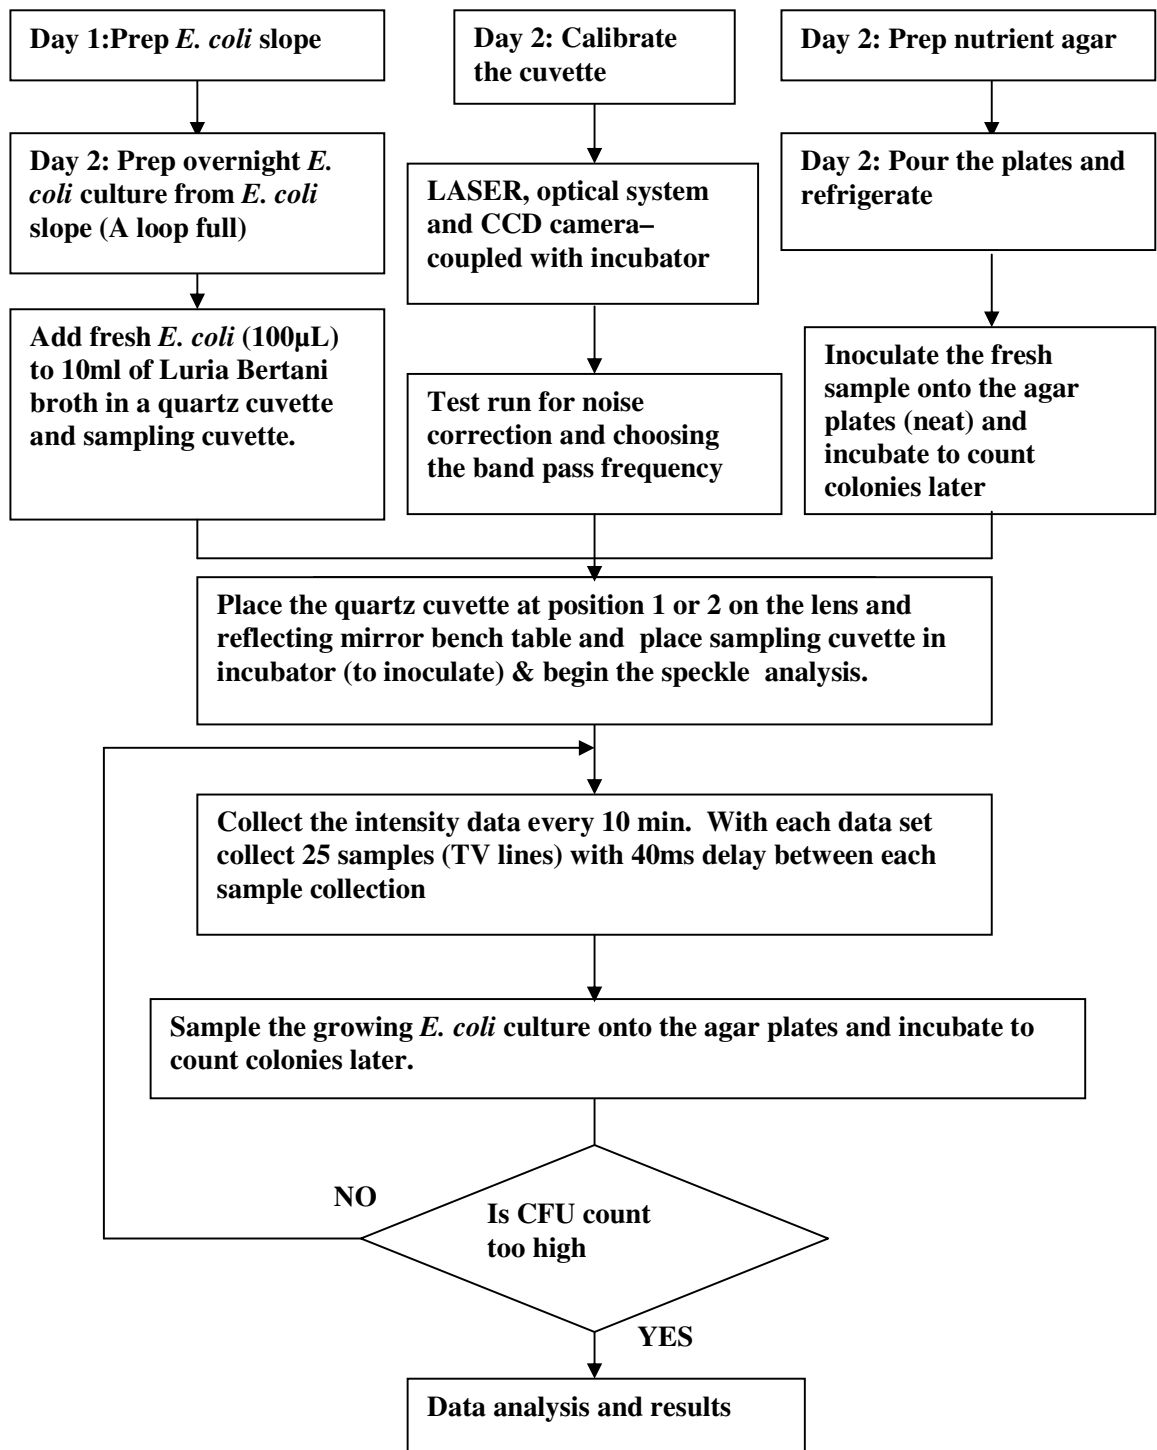 Day 1:Prep E. coli slope
Day 2: Calibrate
the cuvette
Day 2: Prep nutrient agar
Day 2: Prep overnight E.
coli culture from E. coli
slope (A loop full)
LASER, optical system
and CCD camera–
coupled with incubator
Day 2: Pour the plates and
refrigerate
Add fresh E. coli (100µL)
to 10ml of Luria Bertani
broth in a quartz cuvette
and sampling cuvette.
Test run for noise
correction and choosing
the band pass frequency
Inoculate the fresh
sample onto the agar
plates (neat) and
incubate to count
colonies later
Place the quartz cuvette at position 1 or 2 on the lens and
reflecting mirror bench table and  place sampling cuvette in
incubator (to inoculate) & begin the speckle  analysis.
Collect the intensity data every 10 min.  With each data set
collect 25 samples (TV lines) with 40ms delay between each
sample collection
Sample the growing E. coli culture onto the agar plates and incubate to
count colonies later.
NO
Is CFU count
too high
YES
Data analysis and results